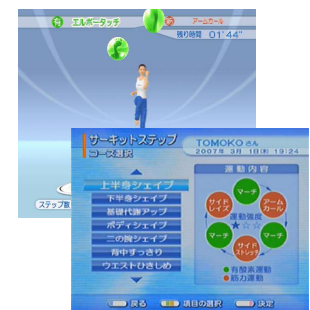 有 エルボータッチ
筋 アームカール
残り時間 01'44"
ステップ数
サーキットステップ
コース選択
TOMOKO さん
2007年 3月 1日(木) 19:24
上半身シェイプ
下半身シェイプ
基礎代謝アップ
ボディシェイプ
二の腕シェイプ
背中すっきり
ウエストひきしめ
運動内容
マーチ
サイド
レイズ
アーム
カール
運動強度
★☆☆
マーチ
マーチ
サイド
ストレッチ
有酸素運動
筋力運動
戻る
項目の選択
決定